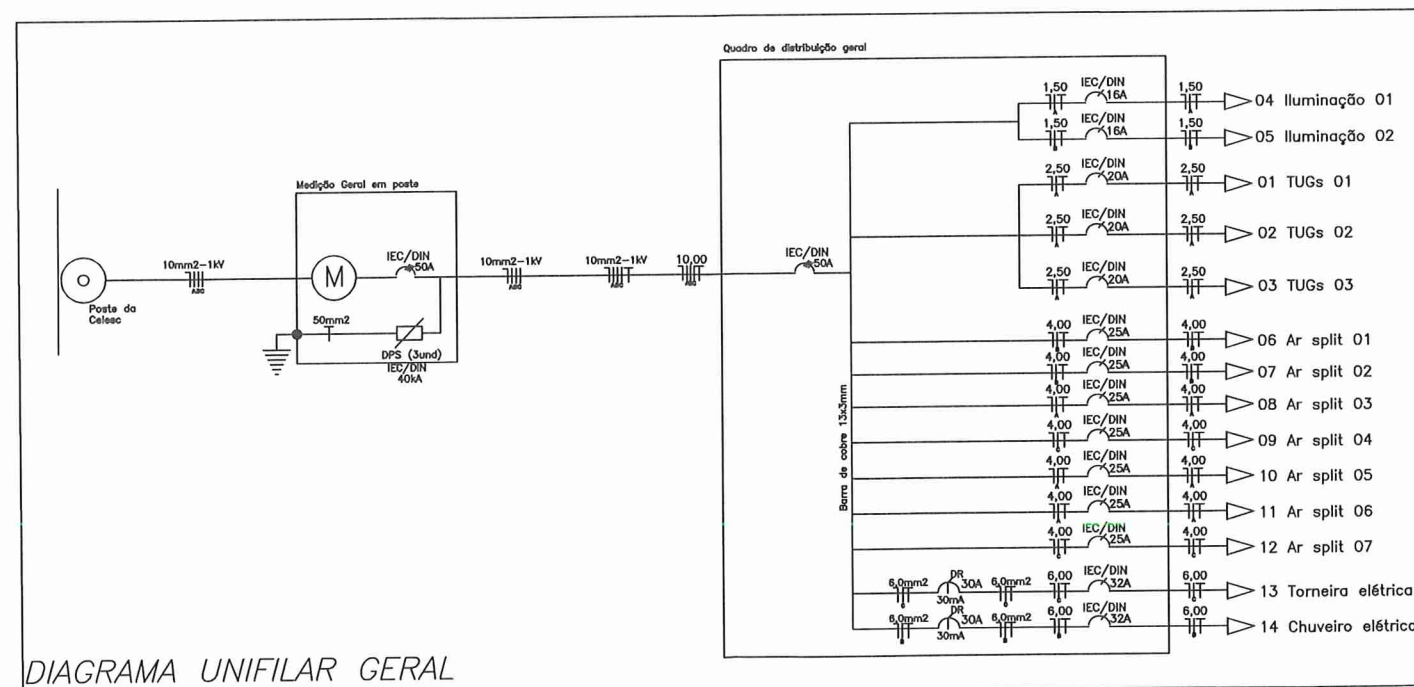 Quadro de distribuição geral
1,50 IEC/DIN 16A 1,50 04 Iluminação 01
1,50 IEC/DIN 16A 1,50 05 Iluminação 02
2,50 IEC/DIN 20A 2,50 01 TUGs 01
2,50 IEC/DIN 20A 2,50 02 TUGs 02
2,50 IEC/DIN 20A 2,50 03 TUGs 03
Medição Geral em poste
10mm2-1kV
ABC
M
IEC/DIN
50A
10mm2-1kV
ABC
10mm2-1kV
ABC
10,00
ABC
IEC/DIN
50A
Poste da
Celesc
50mm2
DPS (3und)
IEC/DIN
40kA
Barra de cobre 13x3mm
4,00 IEC/DIN 25A 4,00 06 Ar split 01
4,00 IEC/DIN 25A 4,00 07 Ar split 02
4,00 IEC/DIN 25A 4,00 08 Ar split 03
4,00 IEC/DIN 25A 4,00 09 Ar split 04
4,00 IEC/DIN 25A 4,00 10 Ar split 05
4,00 IEC/DIN 25A 4,00 11 Ar split 06
4,00 IEC/DIN 25A 4,00 12 Ar split 07
6,0mm2 DR 30A 30mA 6,0mm2 6,00 IEC/DIN 32A 6,00 13 Torneira elétrica
6,0mm2 DR 30A 30mA 6,0mm2 6,00 IEC/DIN 32A 6,00 14 Chuveiro elétrico
DIAGRAMA UNIFILAR GERAL